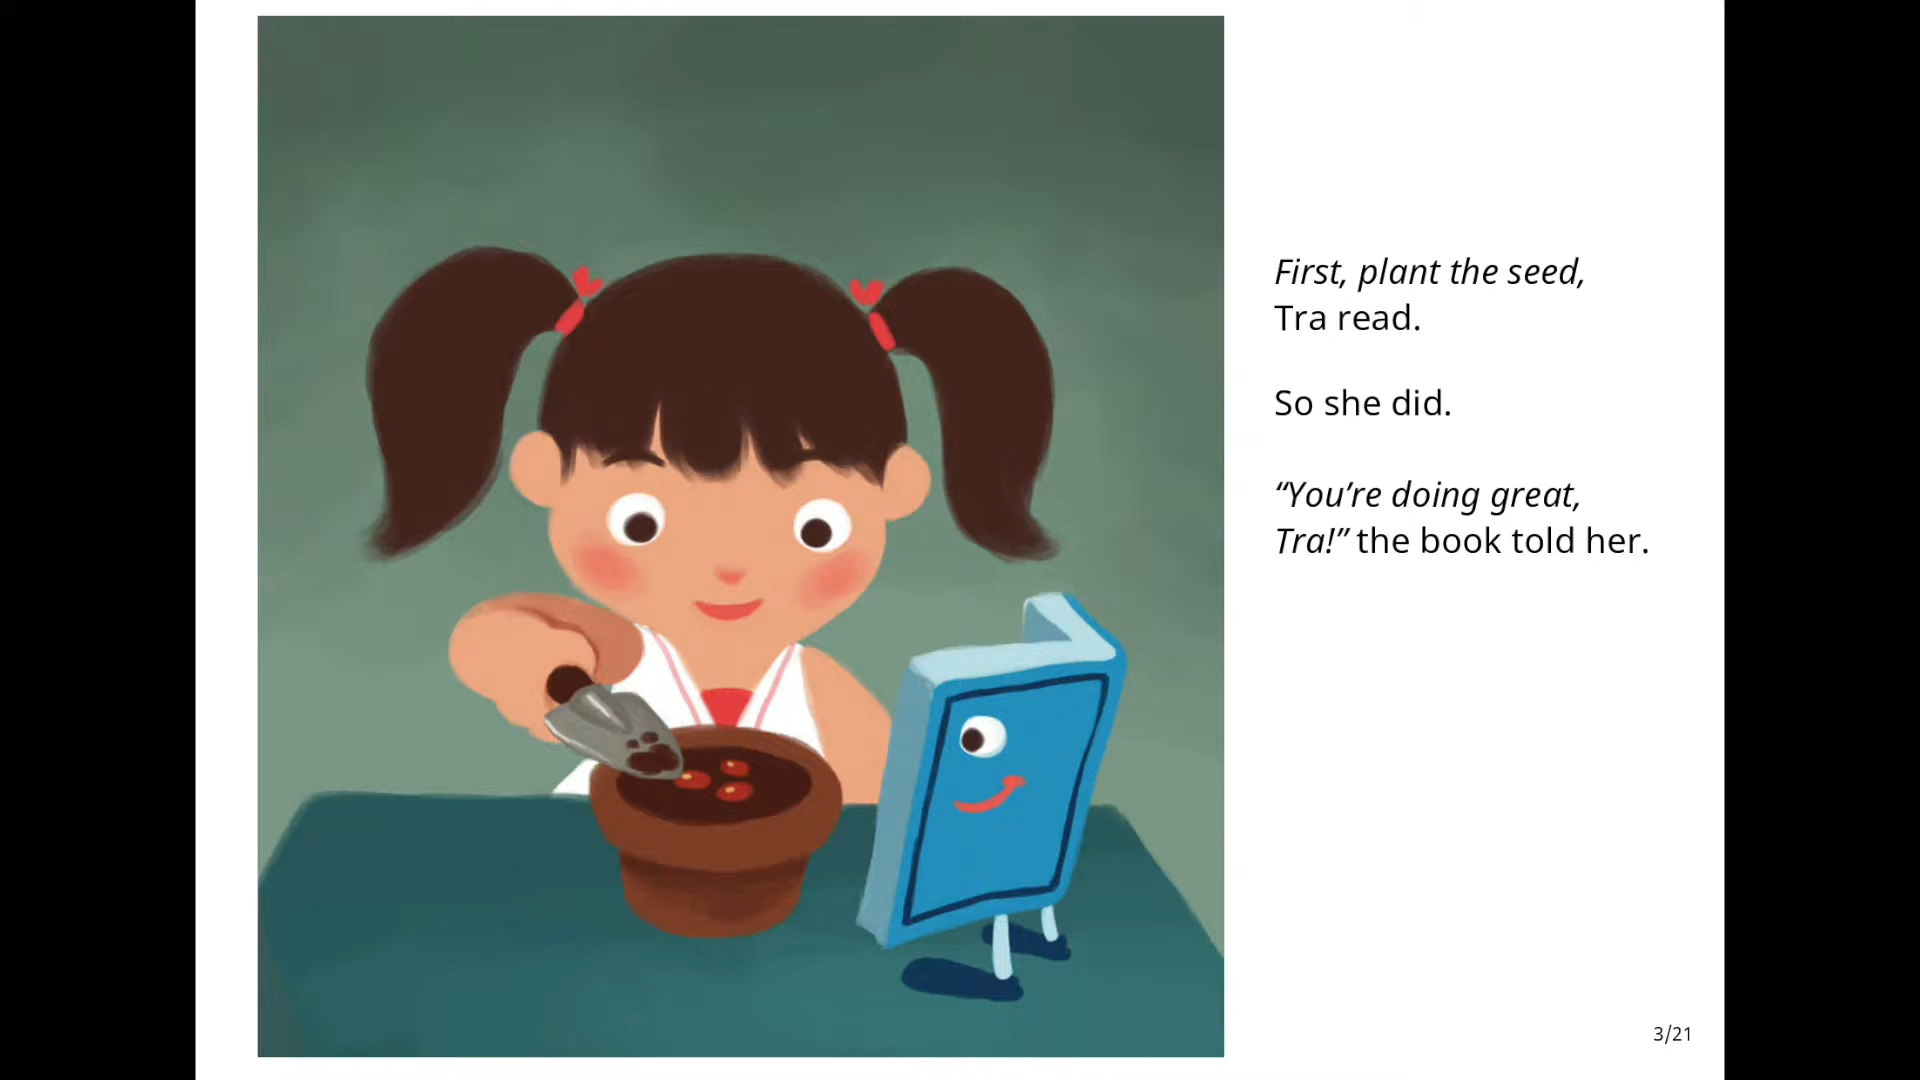 First, plant the seed,
Tra read.
So she did.
“You’re doing great,
Tra!” the book told her.
3/21